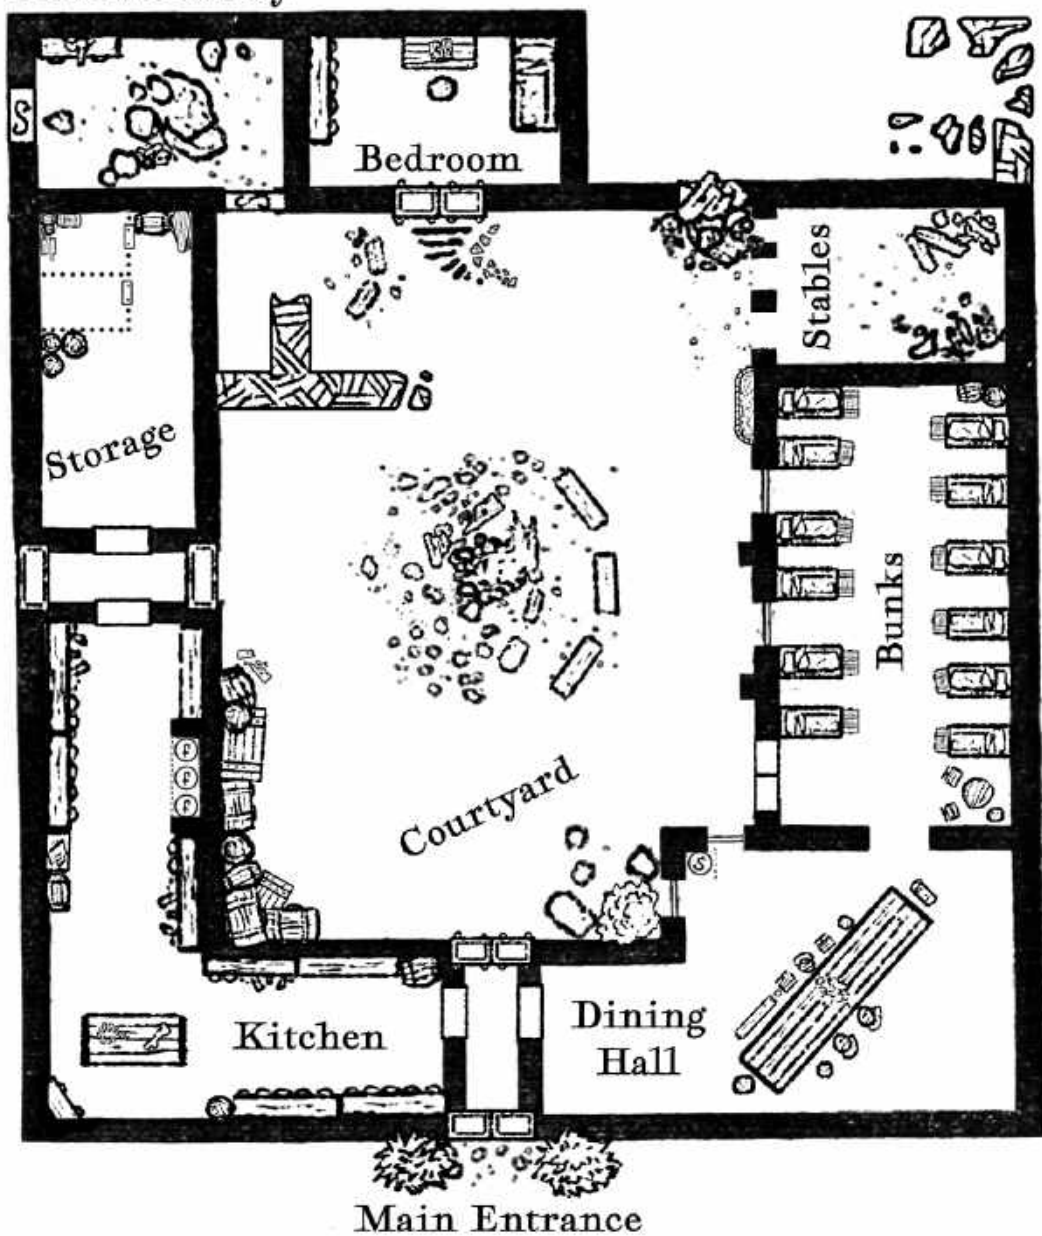 S
Bedroom
Stables
Storage
Bunks
f
f
f
Courtyard
S
Dining
Hall
Kitchen
Main Entrance